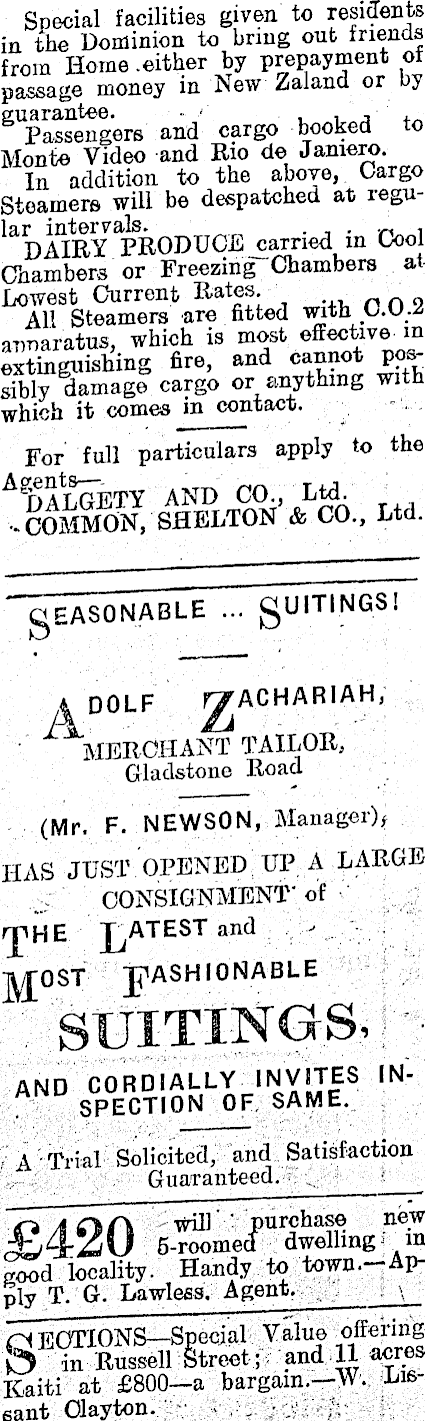 Special facilities given to residents
in the Dominion to bring out friends
from Home either by prepayment of
passage money in New Zaland or by
guarantee.
Passengers and cargo booked to
Monte Video and Rio de Janiero.
In addition to the above, Cargo
Steamers will be despatched at regu-
lar intervals.
DAIRY PRODUCE carried in Cool
Chambers or Freezing Chambers at
Lowest Current Rates.
All Steamers are fitted with C.O.2
apparatus, which is most effective in
extinguishing fire, and cannot pos-
sibly damage cargo or anything with
which it comes in contact.
For full particulars apply to the
Agents—
DALGETY AND CO., Ltd.
COMMON, SHELTON & CO., Ltd.
SEASONABLE ... SUITINGS!
ADOLF ZACHARIAH,
MERCHANT TAILOR,
Gladstone Road
(Mr. F. NEWSON, Manager),
HAS JUST OPENED UP A LARGE
CONSIGNMENT of
THE LATEST and
MOST FASHIONABLE
SUITINGS,
AND CORDIALLY INVITES IN-
SPECTION OF SAME.
A Trial Solicited, and Satisfaction
Guaranteed.
£420 will purchase new
5-roomed dwelling in
good locality. Handy to town.—Ap-
ply T. G. Lawless, Agent.
SECTIONS—Special Value offering
in Russell Street; and 11 acres
Kaiti at £800—a bargain.—W. Lis-
sant Clayton.